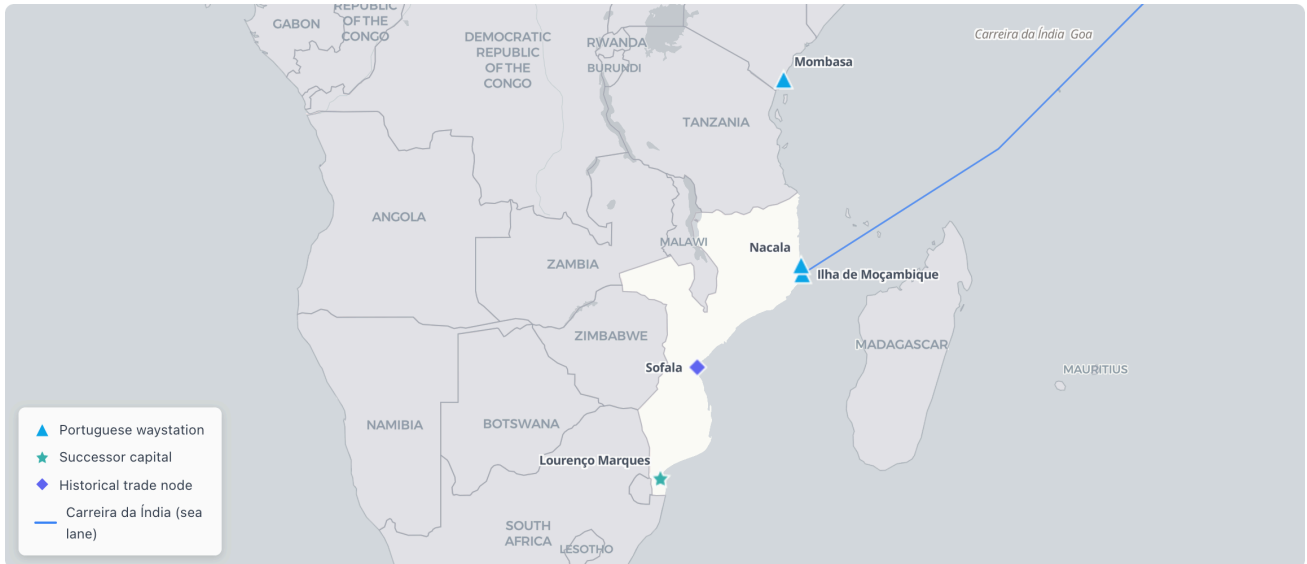 REPUBLIC
OF THE
CONGO
GABON
DEMOCRATIC
REPUBLIC
OF THE
CONGO
RWANDA
BURUNDI
Carreira da Índia Goa
Mombasa
TANZANIA
ANGOLA
MALAWI
Nacala
ZAMBIA
Ilha de Moçambique
ZIMBABWE
MADAGASCAR
Sofala
MAURITIUS
NAMIBIA
BOTSWANA
Lourenço Marques
SOUTH
AFRICA
LESOTHO
Portuguese waystation
Successor capital
Historical trade node
Carreira da Índia (sea
lane)